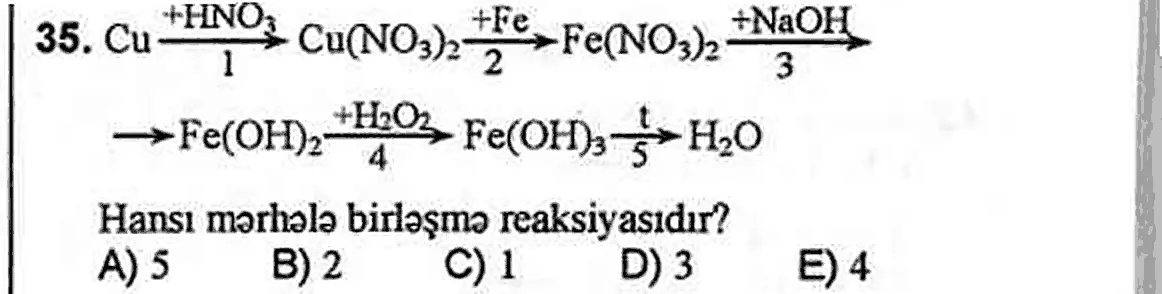 35. Cu —+HNO₃/1→ Cu(NO₃)₂ —+Fe/2→ Fe(NO₃)₂ —+NaOH/3→
→ Fe(OH)₂ —+H₂O₂/4→ Fe(OH)₃ —t/5→ H₂O
Hansı mərhələ birləşmə reaksiyasıdır?
A) 5 B) 2 C) 1 D) 3 E) 4